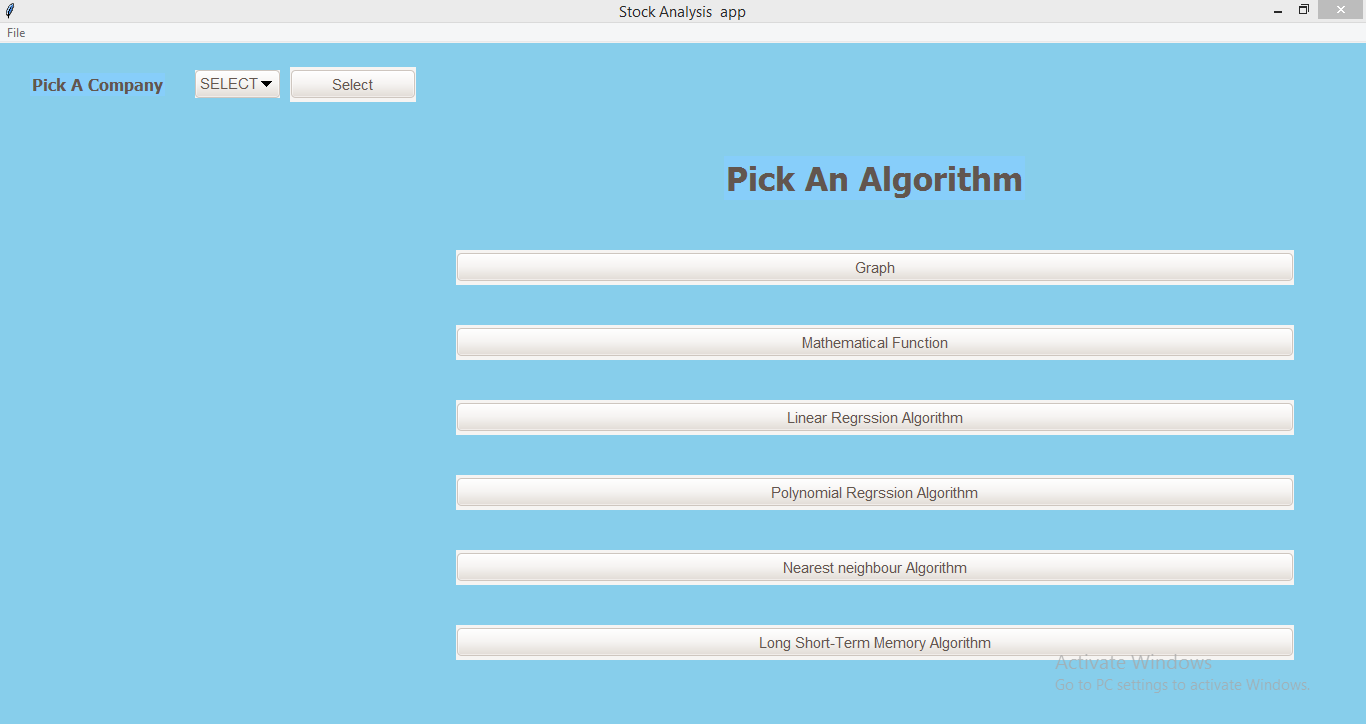 Stock Analysis  app
File
Pick A Company
SELECT
Select
Pick An Algorithm
Graph
Mathematical Function
Linear Regrssion Algorithm
Polynomial Regrssion Algorithm
Nearest neighbour Algorithm
Long Short-Term Memory Algorithm
Activate Windows
Go to PC settings to activate Windows.